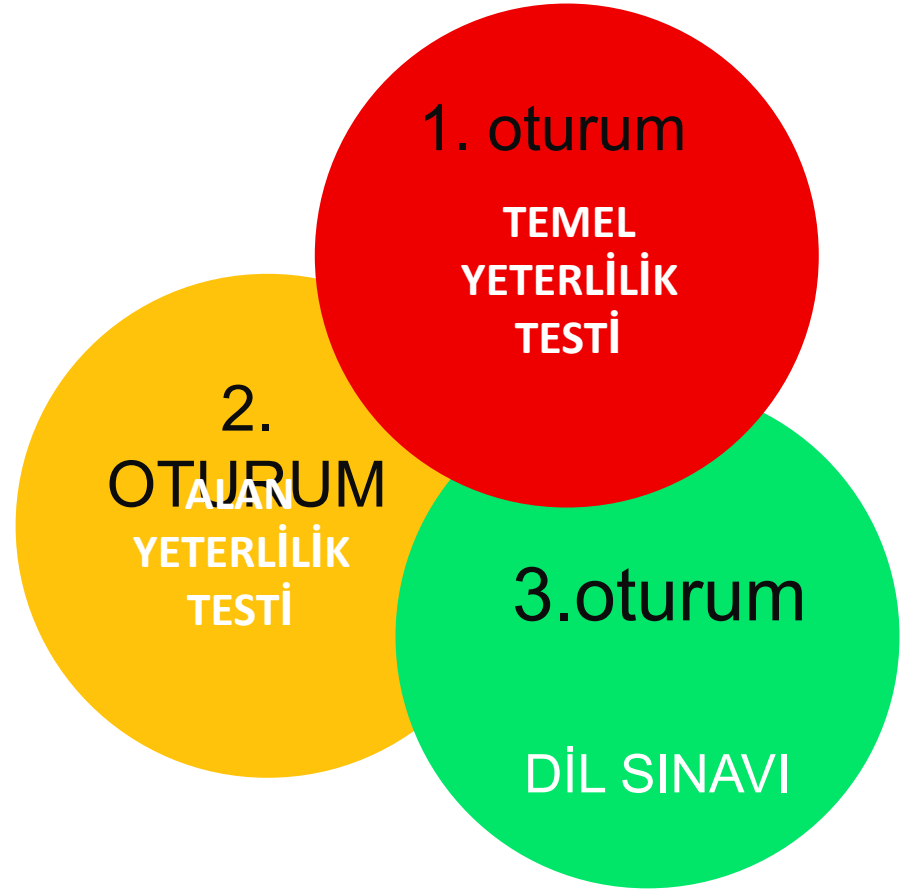 1. oturum
TEMEL
YETERLİLİK
TESTİ
2.
OTURUM
ALAN
YETERLİLİK
TESTİ
3.oturum
DİL SINAVI